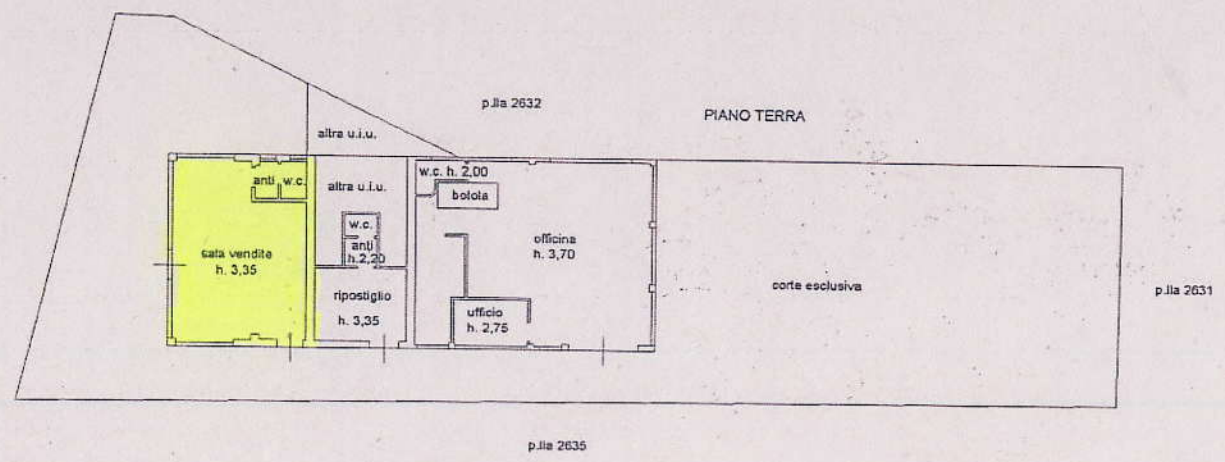 p.lla 2632
PIANO TERRA
altra u.i.u.
w.c. h. 2,00
anti w.c.
altra u.i.u.
botola
w.c.
anti
h. 2,20
sala vendite
h. 3,35
officina
h. 3,70
corte esclusiva
p.lla 2631
ripostiglio
h. 3,35
ufficio
h. 2,75
p.lla 2635